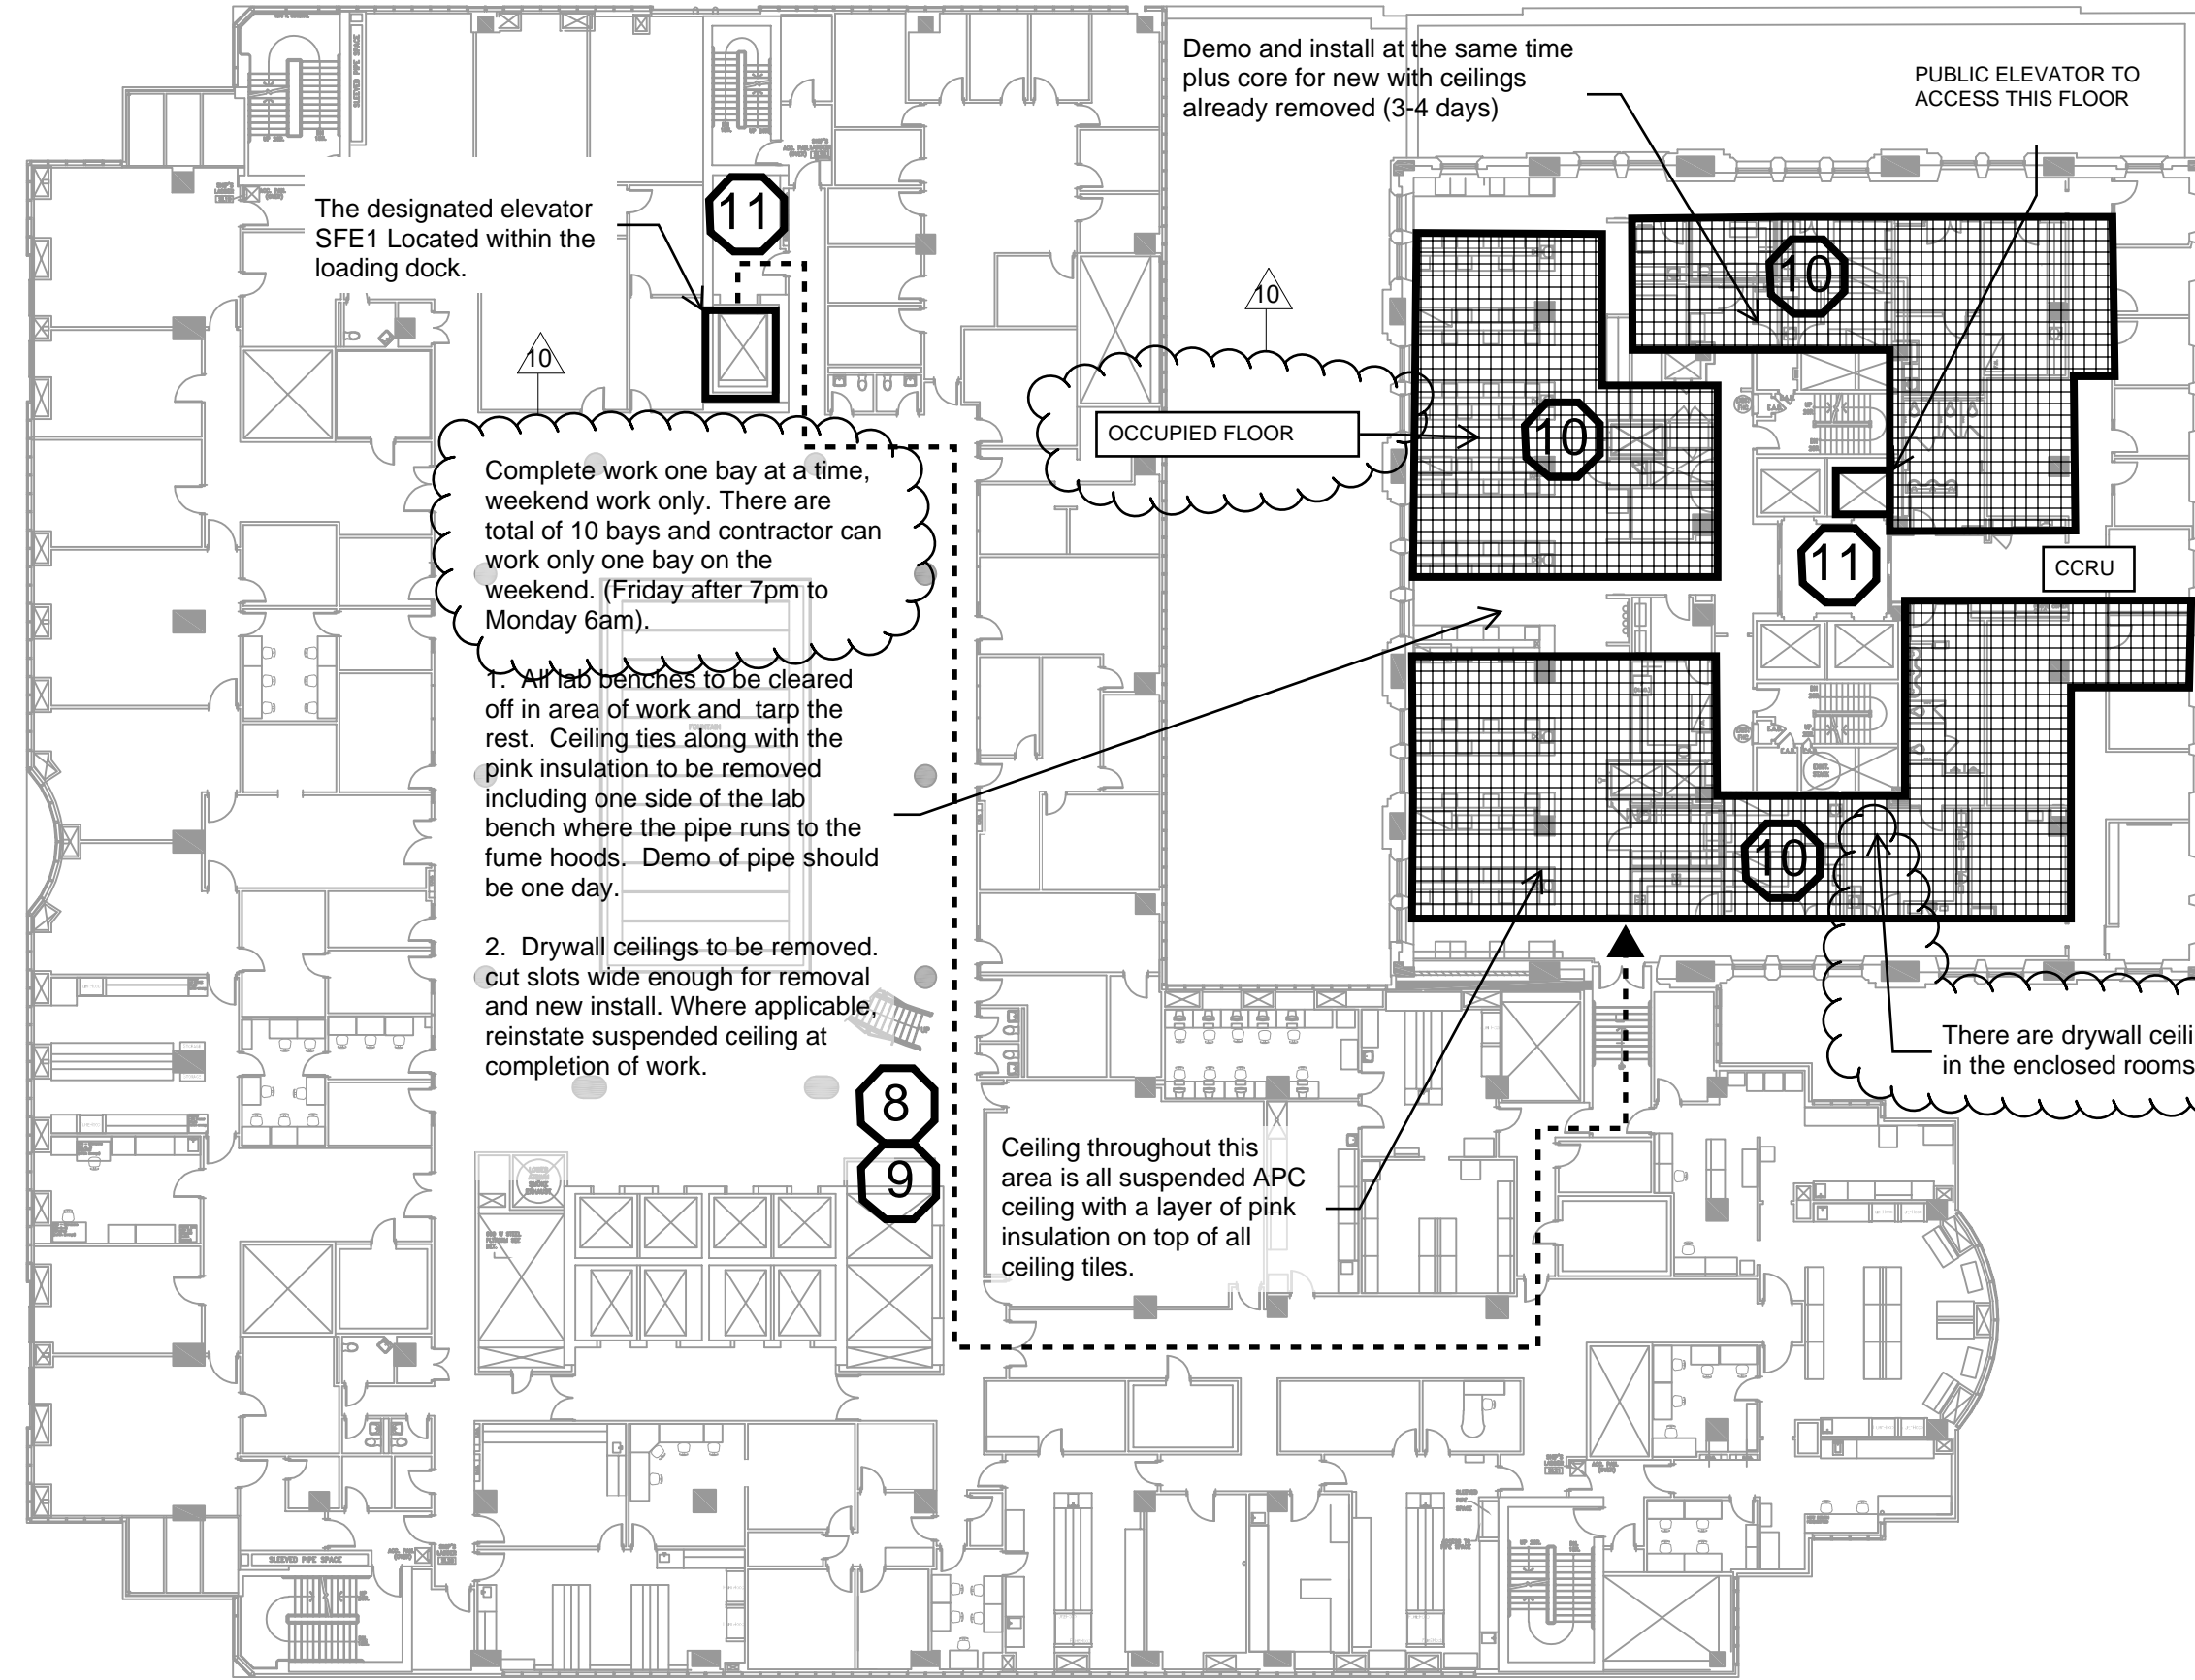 Demo and install at the same time
plus core for new with ceilings
already removed (3-4 days)
PUBLIC ELEVATOR TO
ACCESS THIS FLOOR
The designated elevator
SFE1 Located within the
loading dock.
11
10
10
10
OCCUPIED FLOOR
10
10
Complete work one bay at a time,
weekend work only. There are
total of 10 bays and contractor can
work only one bay on the
weekend. (Friday after 7pm to
Monday 6am).
11
CCRU
1. All lab benches to be cleared
off in area of work and tarp the
rest. Ceiling ties along with the
pink insulation to be removed
including one side of the lab
bench where the pipe runs to the
fume hoods. Demo of pipe should
be one day.
2. Drywall ceilings to be removed.
cut slots wide enough for removal
and new install. Where applicable,
reinstate suspended ceiling at
completion of work.
FOUNTAIN
UP
8
9
There are drywall ceili
in the enclosed rooms
Ceiling throughout this
area is all suspended APC
ceiling with a layer of pink
insulation on top of all
ceiling tiles.
SLEEVED PIPE SPACE
SLEEVED PIPE SPACE